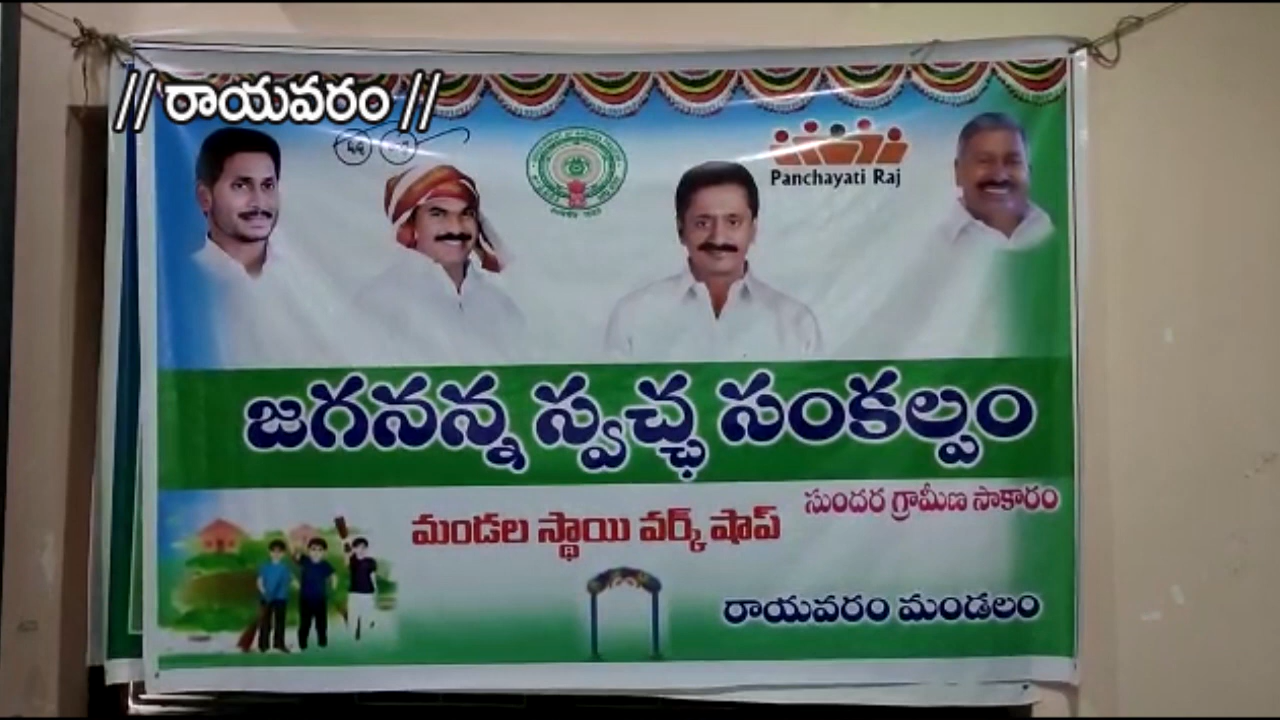 // రాయవరం //
Panchayati Raj
జగనన్న స్వచ్ఛ సంకల్పం
సుందర గ్రామీణ సాకారం
మండల స్థాయి వర్క్ షాప్
రాయవరం మండలం